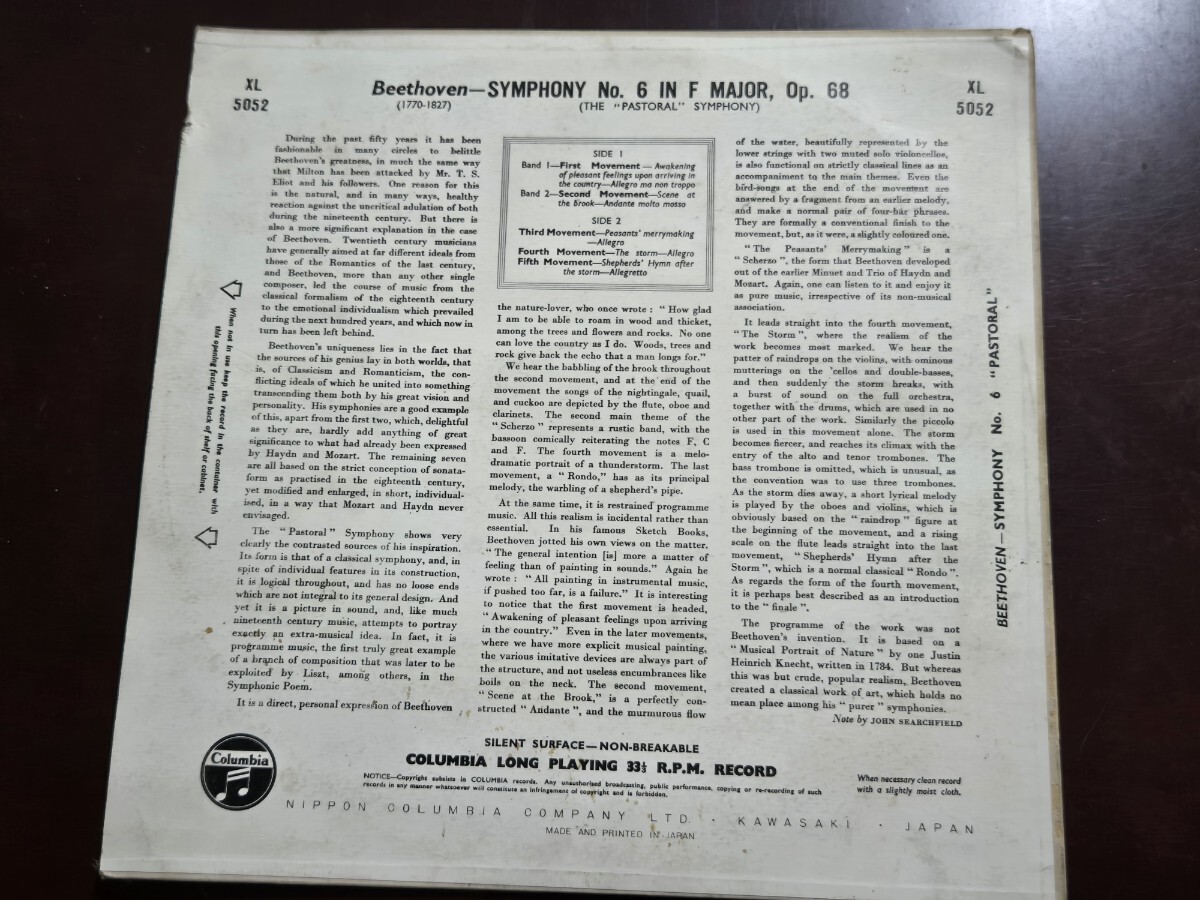 XL
5052
Beethoven—SYMPHONY No. 6 IN F MAJOR, Op. 68
(1770-1827)
(THE "PASTORAL" SYMPHONY)
XL
5052
During the past fifty years it has been
fashionable in many circles to belittle
Beethoven's greatness, in much the same way
that Milton has been attacked by Mr. T. S.
Eliot and his followers. One reason for this
is the natural, and in many ways, healthy
reaction against the uncritical adulation of both
during the nineteenth century. But there is
also a more significant explanation in the case
of Beethoven. Twentieth century musicians
have generally aimed at far different ideals from
those of the Romantics of the last century,
and Beethoven, more than any other single
composer, led the course of music from the
classical formalism of the eighteenth century
to the emotional individualism which prevailed
during the next hundred years, and which now in
turn has been left behind.
Beethoven's uniqueness lies in the fact that
the sources of his genius lay in both worlds, that
is, of Classicism and Romanticism, the con-
flicting ideals of which he united into something
transcending them both by his great vision and
personality. His symphonies are a good example
of this, apart from the first two, which, delightful
as they are, hardly add anything of great
significance to what had already been expressed
by Haydn and Mozart. The remaining seven
are all based on the strict conception of sonata-
form as practised in the eighteenth century,
yet modified and enlarged, in short, individual-
ised, in a way that Mozart and Haydn never
envisaged.
The "Pastoral" Symphony shows very
clearly the contrasted sources of his inspiration.
Its form is that of a classical symphony, and, in
spite of individual features in its construction,
it is logical throughout, and has no loose ends
which are not integral to its general design. And
yet it is a picture in sound, and, like much
nineteenth century music, attempts to portray
exactly an extra-musical idea. In fact, it is
programme music, the first truly great example
of a branch of composition that was later to be
exploited by Liszt, among others, in the
Symphonic Poem.
It is a direct, personal expression of Beethoven
SIDE 1
Band 1—First Movement — Awakening
of pleasant feelings upon arriving in
the country—Allegro ma non troppo
Band 2—Second Movement—Scene at
the brook—Andante molto mosso
SIDE 2
Third Movement—Peasants' merrymaking
—Allegro
Fourth Movement—The storm—Allegro
Fifth Movement—Shepherds' Hymn after
the storm—Allegretto
the nature-lover, who once wrote : " How glad
I am to be able to roam in wood and thicket,
among the trees and flowers and rocks. No one
can love the country as I do. Woods, trees and
rock give back the echo that a man longs for."
We hear the babbling of the brook throughout
the second movement, and at the end of the
movement the songs of the nightingale, quail,
and cuckoo are depicted by the flute, oboe and
clarinets. The second main theme of the
" Scherzo " represents a rustic band, with the
bassoon comically reiterating the notes F, C
and F. The fourth movement is a melo-
dramatic portrait of a thunderstorm. The last
movement, a " Rondo," has as its principal
melody, the warbling of a shepherd's pipe.
At the same time, it is restrained programme
music. All this realism is incidental rather than
essential. In his famous Sketch Books,
Beethoven jotted his own views on the matter.
" The general intention [is] more a matter of
feeling than of painting in sounds." Again he
wrote : " All painting in instrumental music,
if pushed too far, is a failure." It is interesting
to notice that the first movement is headed,
" Awakening of pleasant feelings upon arriving
in the country." Even in the later movements,
where we have more explicit musical painting,
the various imitative devices are always part of
the structure, and not useless encumbrances like
boils on the neck. The second movement,
" Scene at the Brook," is a perfectly con-
structed " Andante ", and the murmurous flow
of the water, beautifully represented by the
lower strings with two muted solo violoncellos,
is also functional on strictly classical lines as an
accompaniment to the main themes. Even the
bird-songs at the end of the movement are
answered by a fragment from an earlier melody,
and make a normal pair of four-bar phrases.
They are formally a conventional finish to the
movement, but, as it were, a slightly coloured one.
" The Peasants' Merrymaking " is a
" Scherzo ", the form that Beethoven developed
out of the earlier Minuet and Trio of Haydn and
Mozart. Again, one can listen to it and enjoy it
as pure music, irrespective of its non-musical
association.
It leads straight into the fourth movement,
" The Storm ", where the realism of the
work becomes most marked. We hear the
patter of raindrops on the violins, with ominous
mutterings on the 'cellos and double-basses,
and then suddenly the storm breaks, with
a burst of sound on the full orchestra,
together with the drums, which are used in no
other part of the work. Similarly the piccolo
is used in this movement alone. The storm
becomes fiercer, and reaches its climax with the
entry of the alto and tenor trombones. The
bass trombone is omitted, which is unusual, as
the convention was to use three trombones.
As the storm dies away, a short lyrical melody
is played by the oboes and violins, which is
obviously based on the " raindrop " figure at
the beginning of the movement, and a rising
scale on the flute leads straight into the last
movement, " Shepherds' Hymn after the
Storm ", which is a normal classical " Rondo ".
As regards the form of the fourth movement,
it is perhaps best described as an introduction
to the " finale ".
The programme of the work was not
Beethoven's invention. It is based on a
" Musical Portrait of Nature " by one Justin
Heinrich Knecht, written in 1784. But whereas
this was but crude, popular realism, Beethoven
created a classical work of art, which holds no
mean place among his " purer " symphonies.
Note by JOHN SEARCHFIELD
When not in use keep the record in the container with
this opening facing the back of shelf or cabinet.
BEETHOVEN—SYMPHONY No. 6 "PASTORAL"
Columbia
SILENT SURFACE—NON-BREAKABLE
COLUMBIA LONG PLAYING 33⅓ R.P.M. RECORD
NOTICE—Copyright subsists in COLUMBIA records. Any unauthorised broadcasting, public performance, copying or re-recording of such
records in any manner whatsoever will constitute an infringement of copyright and is forbidden.
When necessary clean record
with a slightly moist cloth.
NIPPON COLUMBIA COMPANY LTD. · KAWASAKI · JAPAN
MADE AND PRINTED IN JAPAN